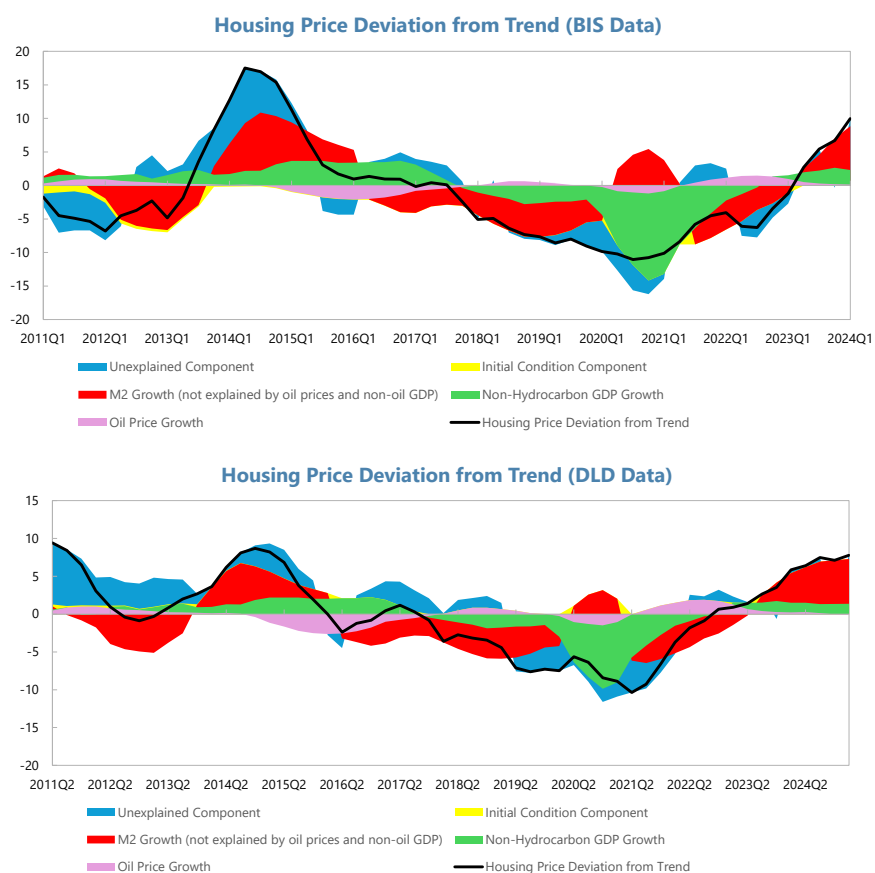 Housing Price Deviation from Trend (BIS Data)
20
15
10
5
0
-5
-10
-15
-20
2011Q1 2012Q1 2013Q1 2014Q1 2015Q1 2016Q1 2017Q1 2018Q1 2019Q1 2020Q1 2021Q1 2022Q1 2023Q1 2024Q1
Unexplained Component Initial Condition Component
M2 Growth (not explained by oil prices and non-oil GDP) Non-Hydrocarbon GDP Growth
Oil Price Growth Housing Price Deviation from Trend
Housing Price Deviation from Trend (DLD Data)
15
10
5
0
-5
-10
-15
-20
2011Q2 2012Q2 2013Q2 2014Q2 2015Q2 2016Q2 2017Q2 2018Q2 2019Q2 2020Q2 2021Q2 2022Q2 2023Q2 2024Q2
Unexplained Component Initial Condition Component
M2 Growth (not explained by oil prices and non-oil GDP) Non-Hydrocarbon GDP Growth
Oil Price Growth Housing Price Deviation from Trend